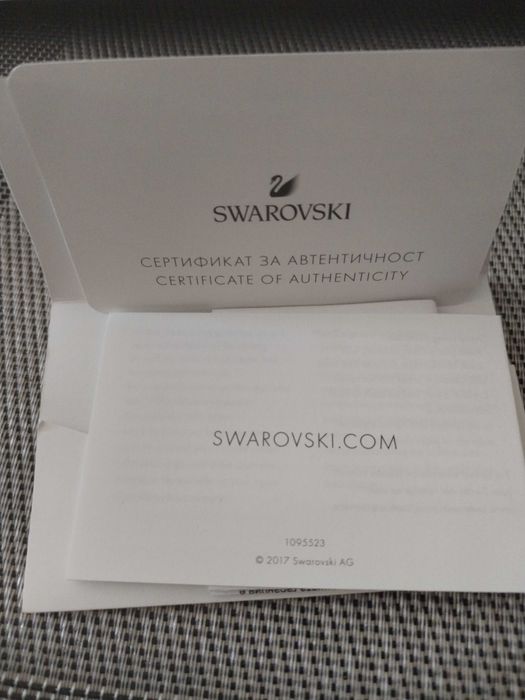 SWAROVSKI
СЕРТИФИКАТ ЗА АВТЕНТИЧНОСТ
CERTIFICATE OF AUTHENTICITY
SWAROVSKI.COM
1095523
© 2017 Swarovski AG